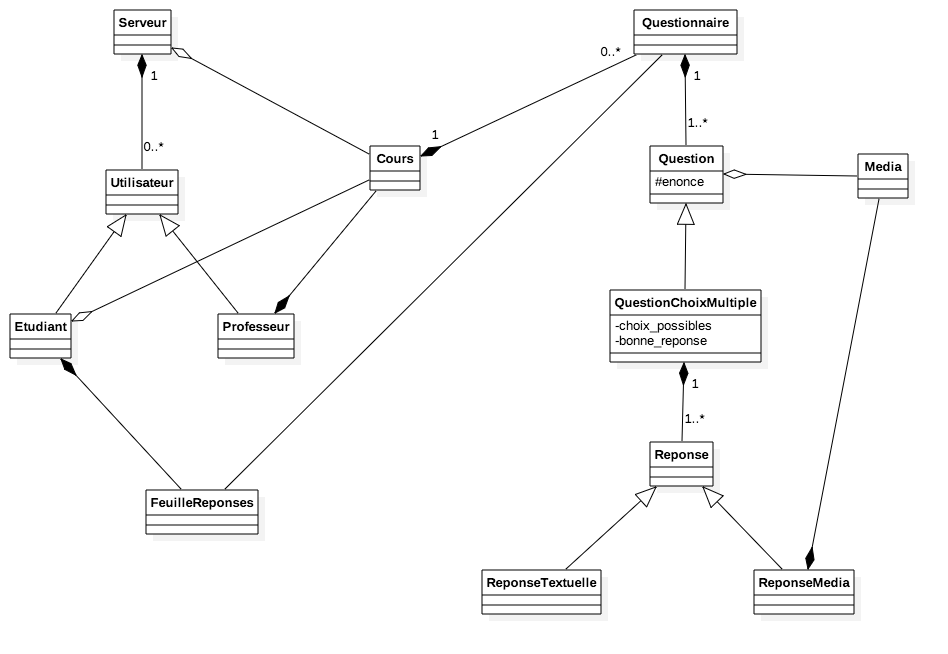 Serveur
Questionnaire
0..*
1
1
1..*
1
0..*
Cours
Question
#enonce
Media
Utilisateur
QuestionChoixMultiple
-choix_possibles
-bonne_reponse
Etudiant
Professeur
1
1..*
Reponse
FeuilleReponses
ReponseTextuelle
ReponseMedia